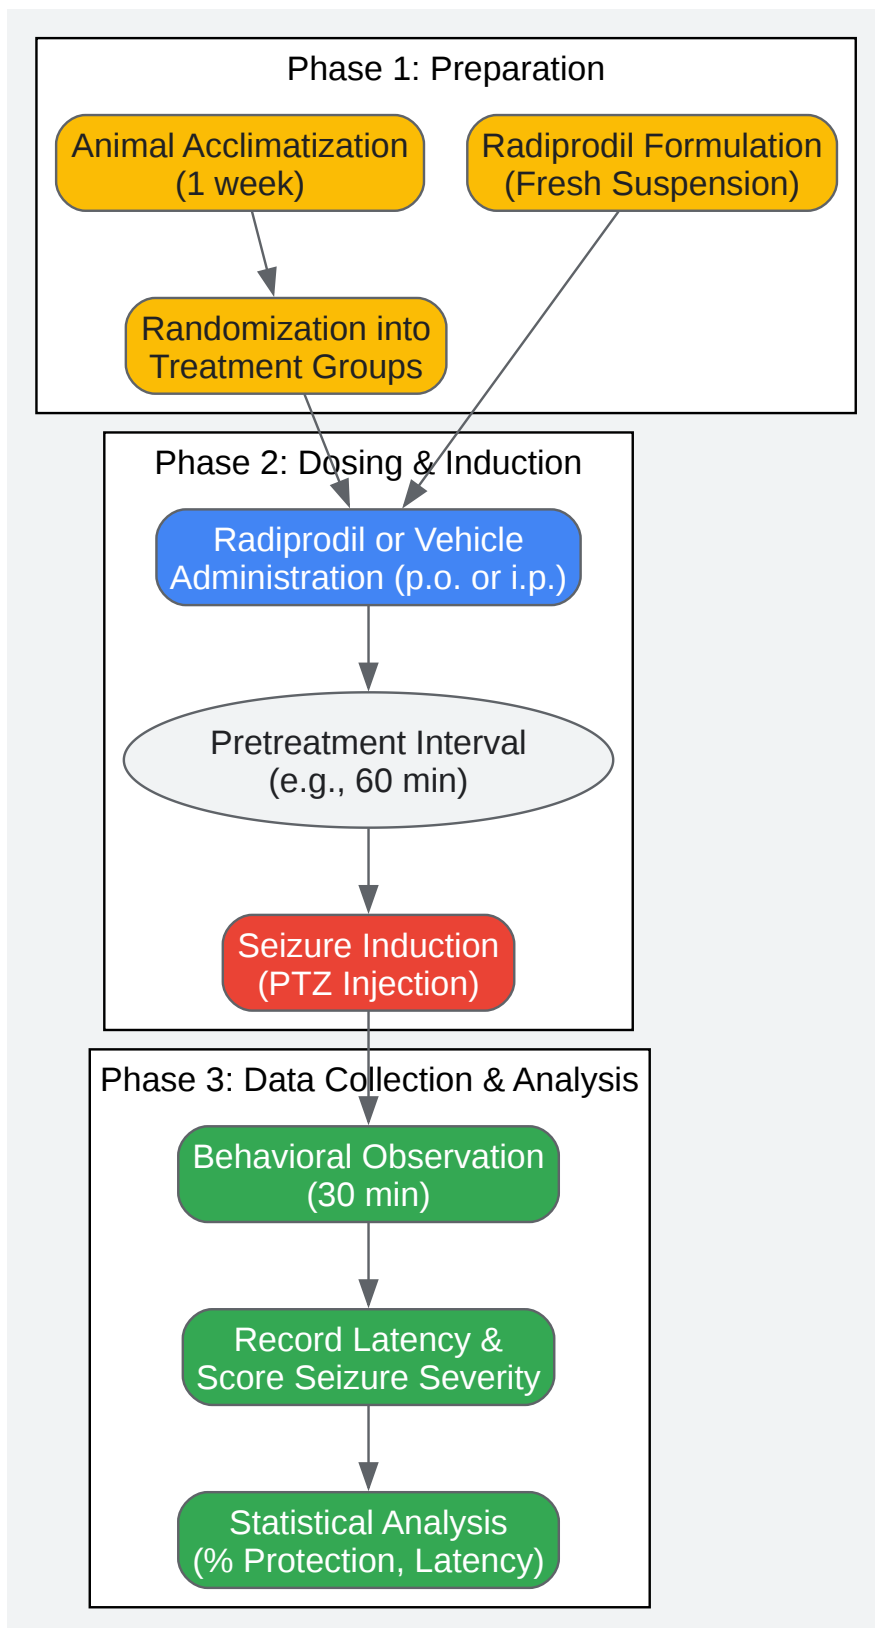 Phase 1: Preparation
Animal Acclimatization
(1 week)
Radiprodil Formulation
(Fresh Suspension)
Randomization into
Treatment Groups
Phase 2: Dosing & Induction
Radiprodil or Vehicle
Administration (p.o. or i.p.)
Pretreatment Interval
(e.g., 60 min)
Seizure Induction
(PTZ Injection)
Phase 3: Data Collection & Analysis
Behavioral Observation
(30 min)
Record Latency &
Score Seizure Severity
Statistical Analysis
(% Protection, Latency)